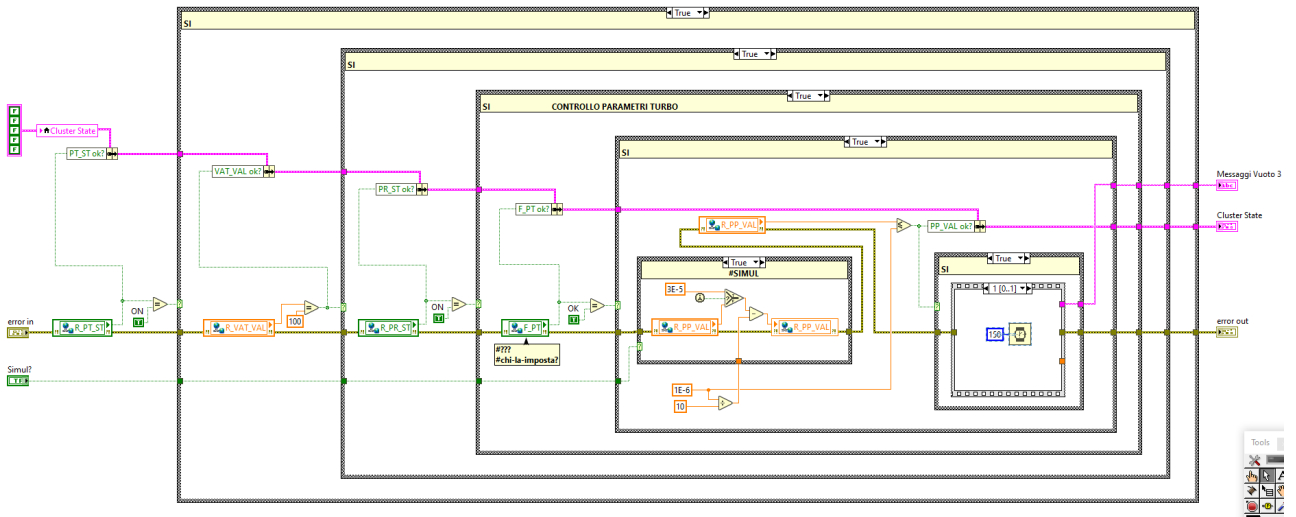 True
SI
True
SI
True
SI CONTROLLO PARAMETRI TURBO
True
SI
F
F
F
F
F
Cluster State
PT_ST ok?
VAT_VAL ok?
PR_ST ok?
F_PT ok?
R_PP_VAL
PP_VAL ok?
Messaggi Vuoto 3
abc
Cluster State
True
#SIMUL
True
SI
3E-5
1 [0..1]
ON
T
100
ON
T
OK
T
error in
R_PT_ST
R_VAT_VAL
R_PR_ST
F_PT
R_PP_VAL
R_PP_VAL
150
error out
#???
#chi-la-imposta?
Simul?
TF
1E-6
10
Tools
A